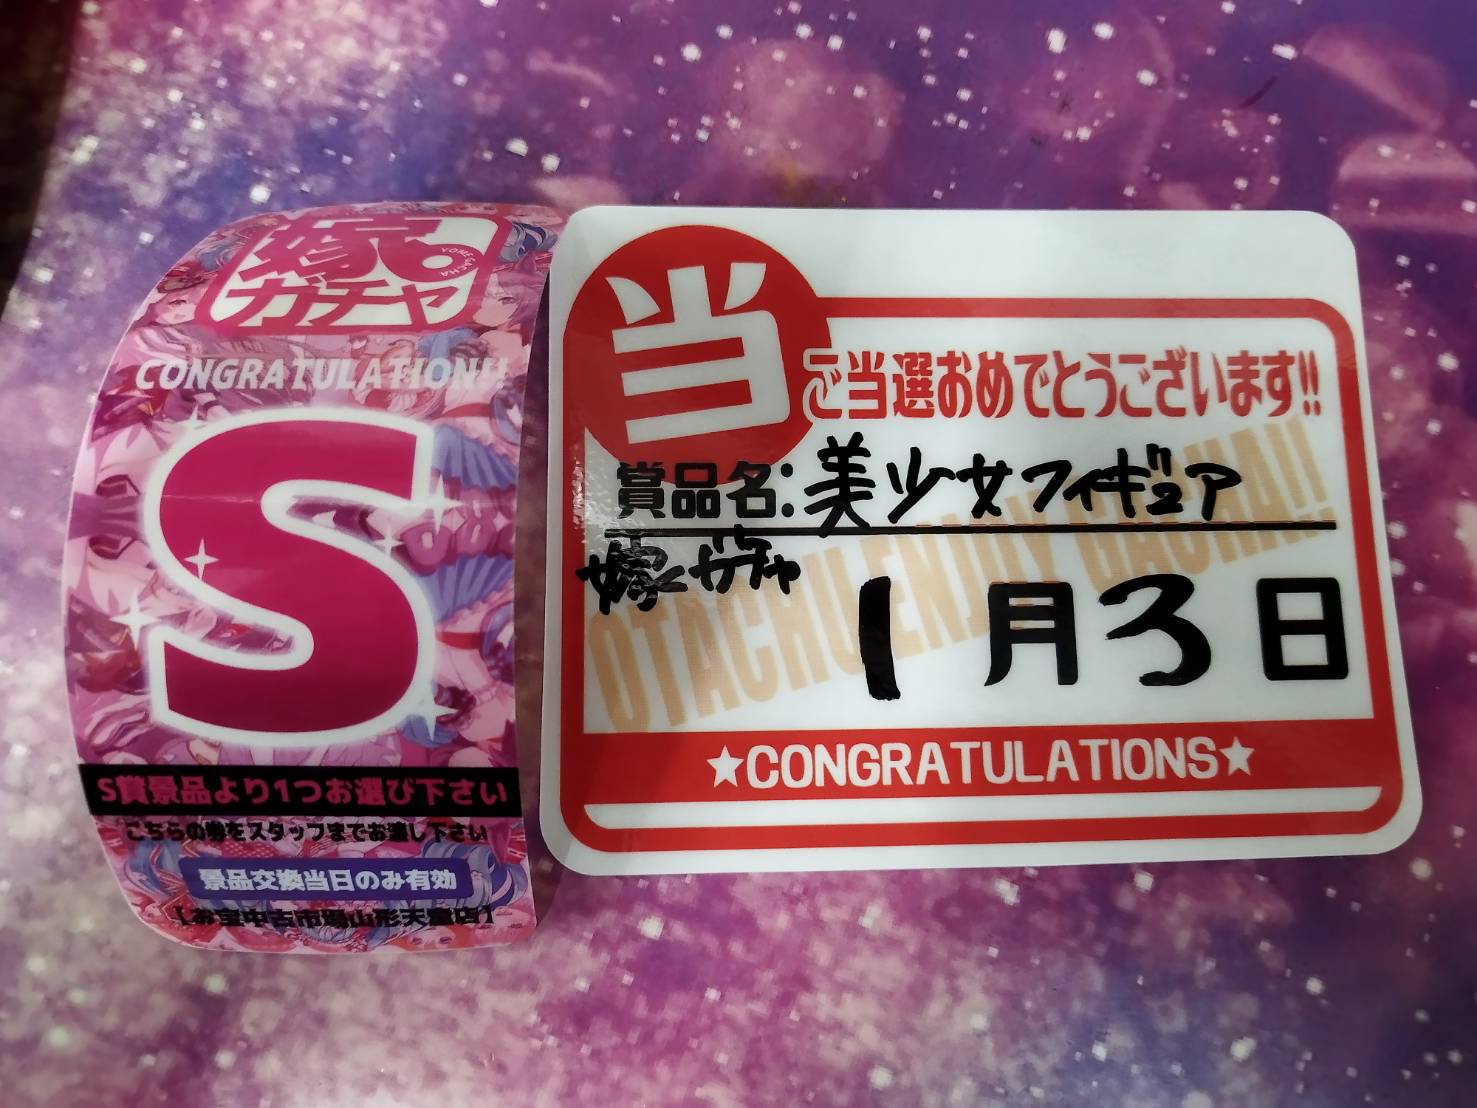 嫁
ガチャ
YOME GACHA
CONGRATULATION!!
S
S賞景品より1つお選び下さい
こちらの券をスタッフまでお渡し下さい
景品交換当日のみ有効
【お宝中古市場山形天童店】
当
ご当選おめでとうございます!!
賞品名:美少女フィギュア
嫁ガチャ
OTACHU ENJOY GACHA!!
1月3日
★CONGRATULATIONS★